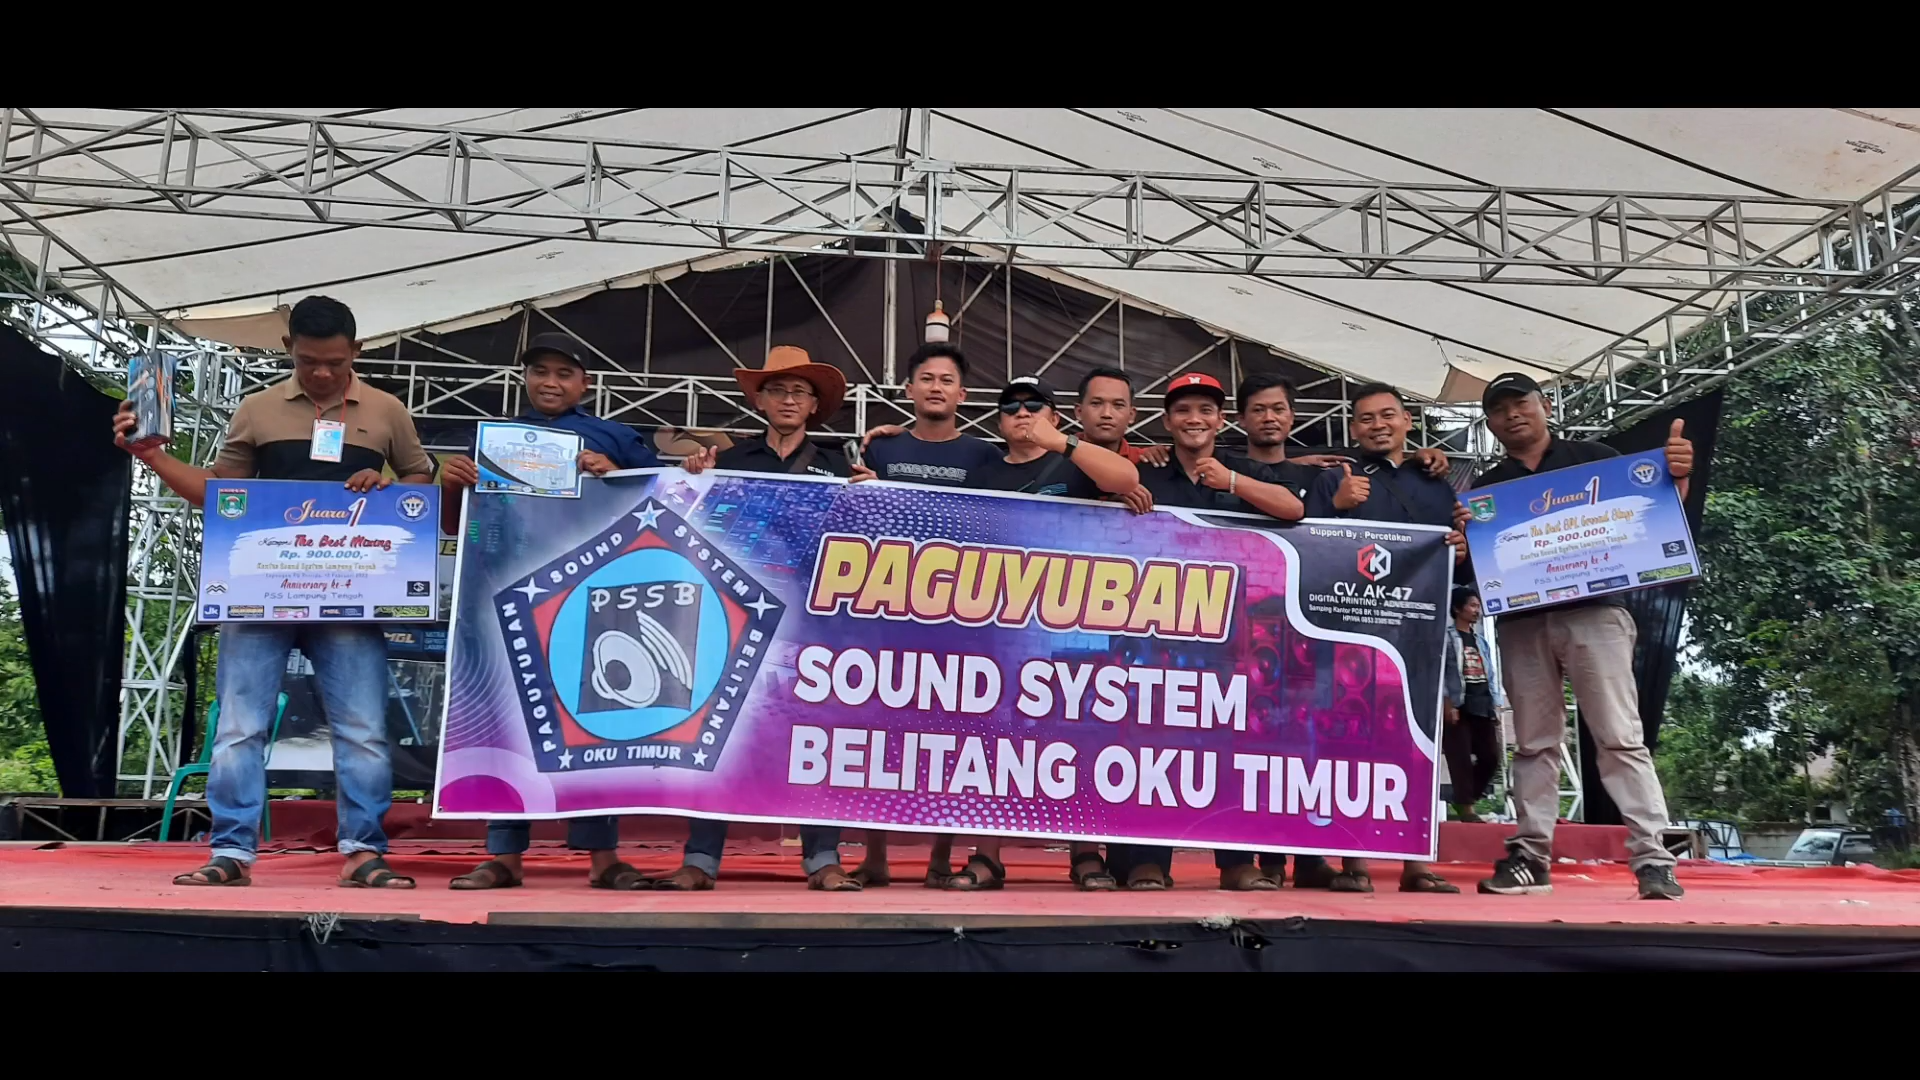 Juara 1
Kategori The Best Mixing
Rp. 900.000,-
Anniversary ke-4
PSS Lampung Tengah
PAGUYUBAN SOUND SYSTEM BELITANG
PSSB
OKU TIMUR
PAGUYUBAN
SOUND SYSTEM
BELITANG OKU TIMUR
Support By : Percetakan
CV. AK-47
DIGITAL PRINTING - ADVERTISING
Juara 1
Rp. 900.000,-
Anniversary ke-4
PSS Lampung Tengah
MGL